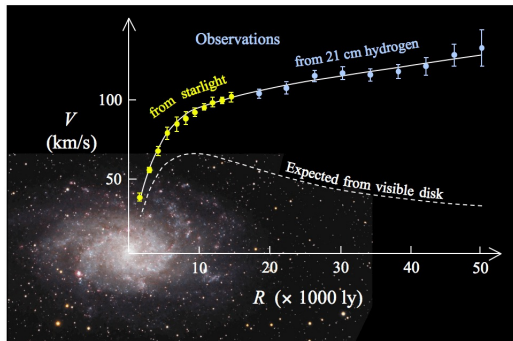 Observations
from 21 cm hydrogen
from starlight
100
V
(km/s)
50
Expected from visible disk
10
20
30
40
50
R (× 1000 ly)